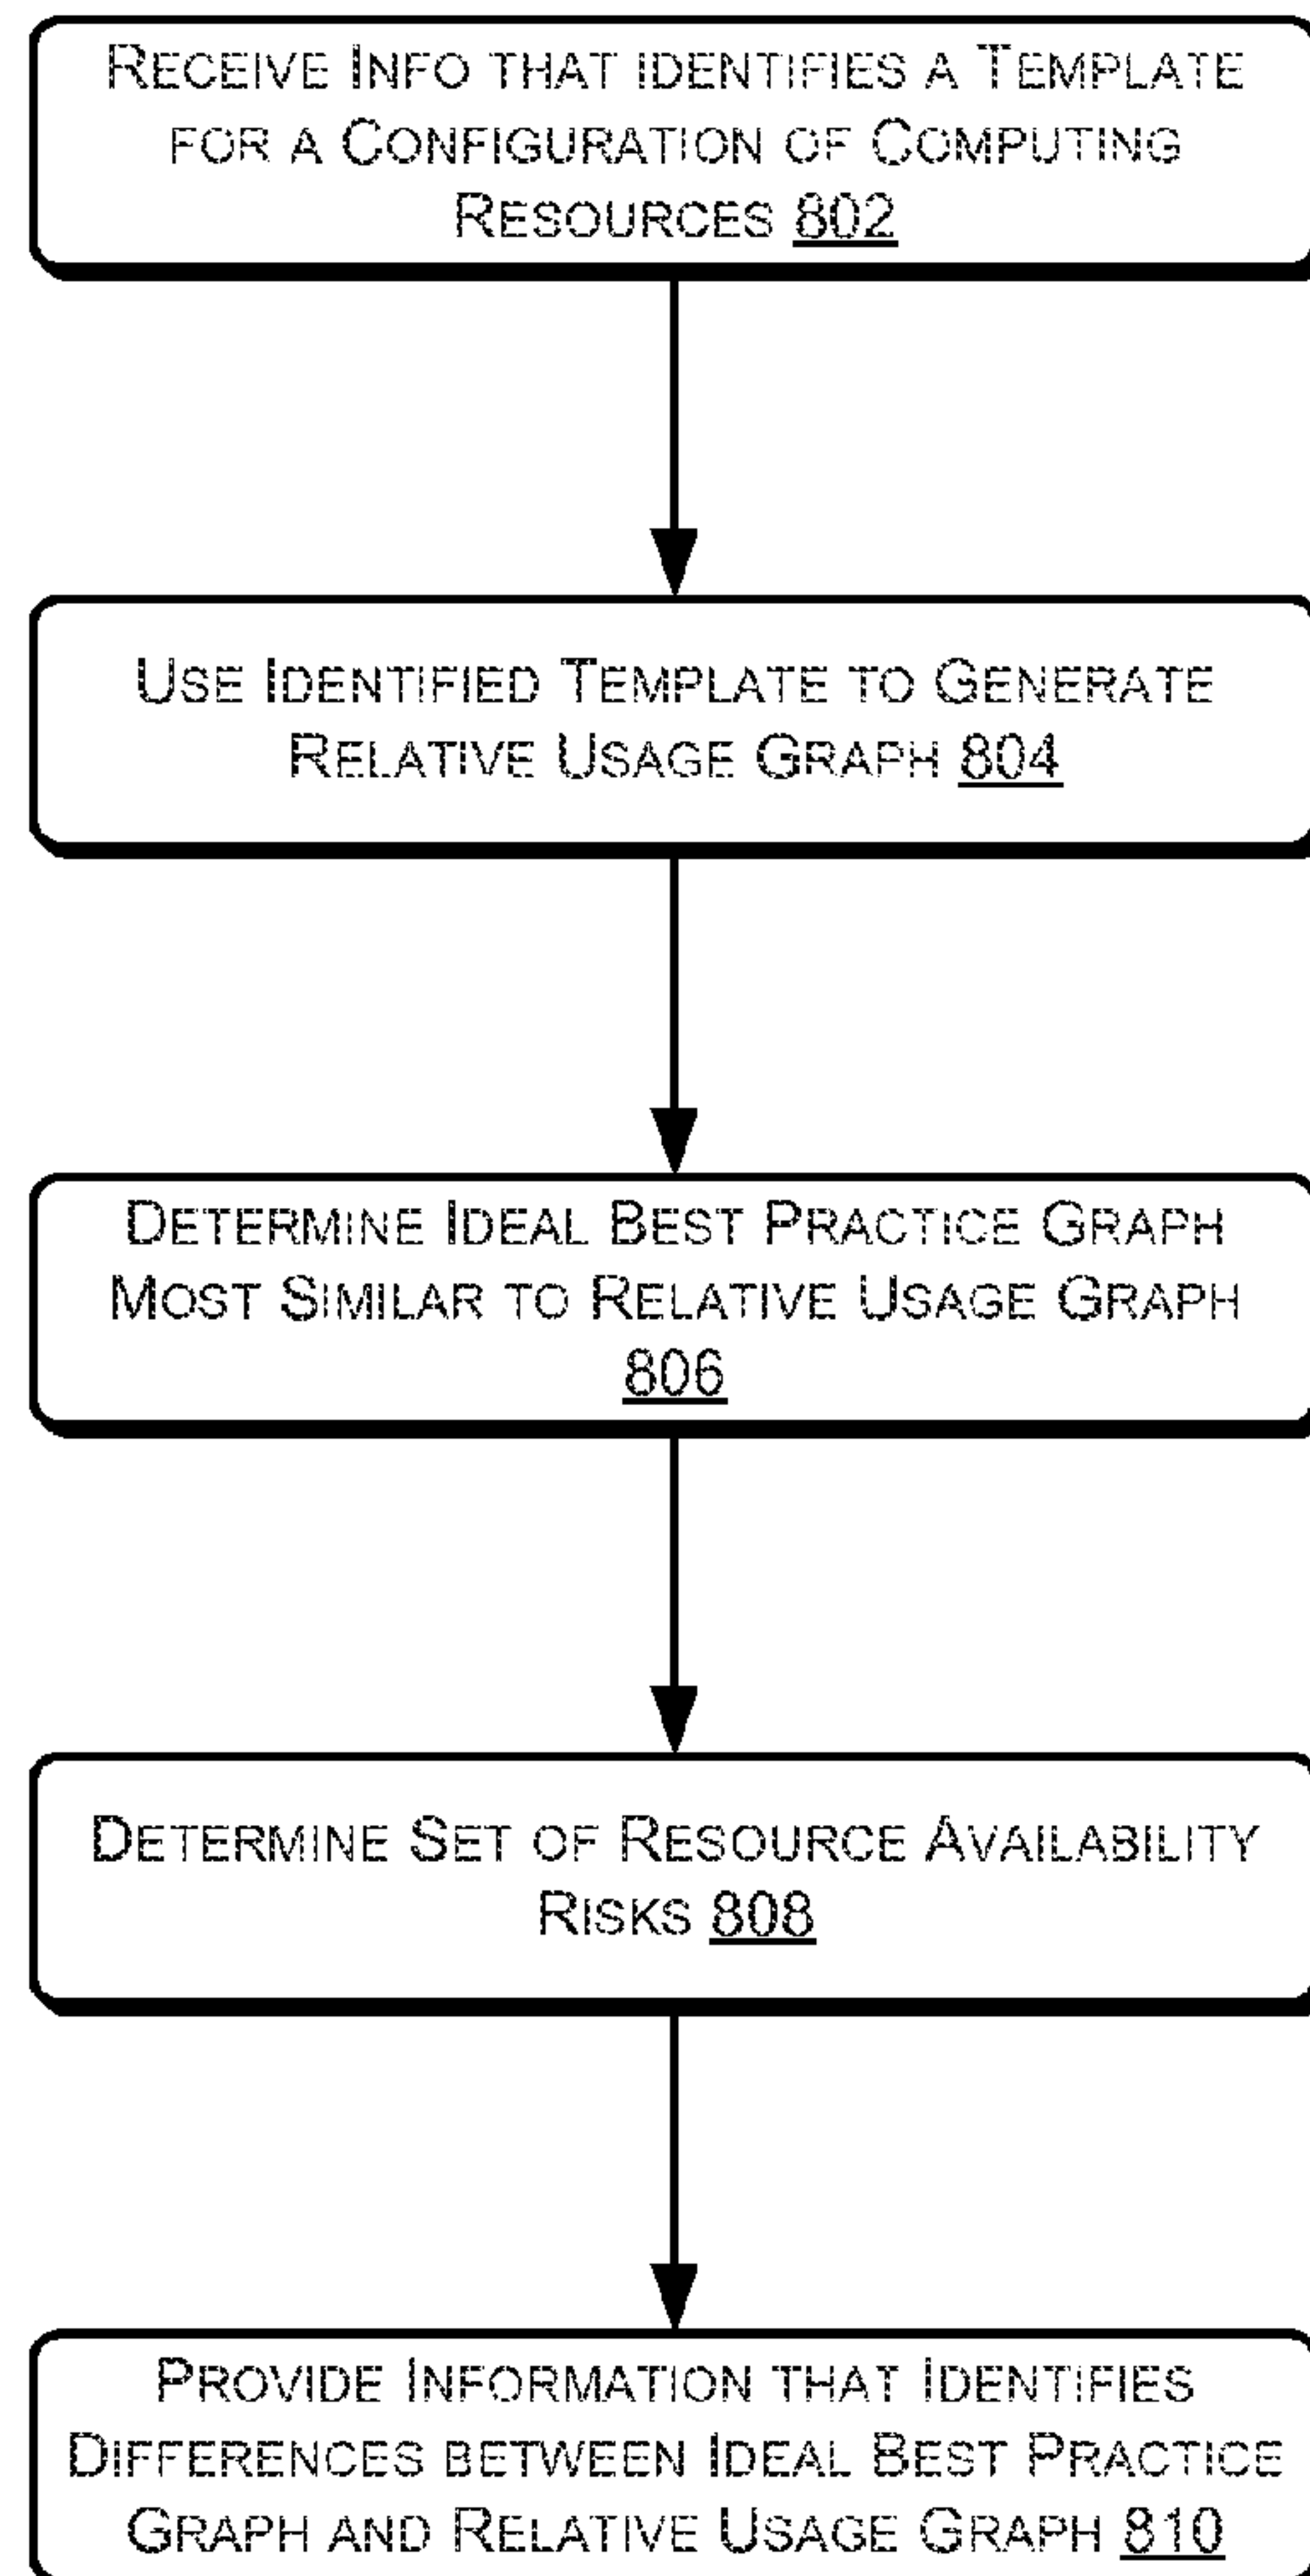 RECEIVE INFO THAT IDENTIFIES A TEMPLATE
FOR A CONFIGURATION OF COMPUTING
RESOURCES 802
USE IDENTIFIED TEMPLATE TO GENERATE
RELATIVE USAGE GRAPH 804
DETERMINE IDEAL BEST PRACTICE GRAPH
MOST SIMILAR TO RELATIVE USAGE GRAPH
806
DETERMINE SET OF RESOURCE AVAILABILITY
RISKS 808
PROVIDE INFORMATION THAT IDENTIFIES
DIFFERENCES BETWEEN IDEAL BEST PRACTICE
GRAPH AND RELATIVE USAGE GRAPH 810